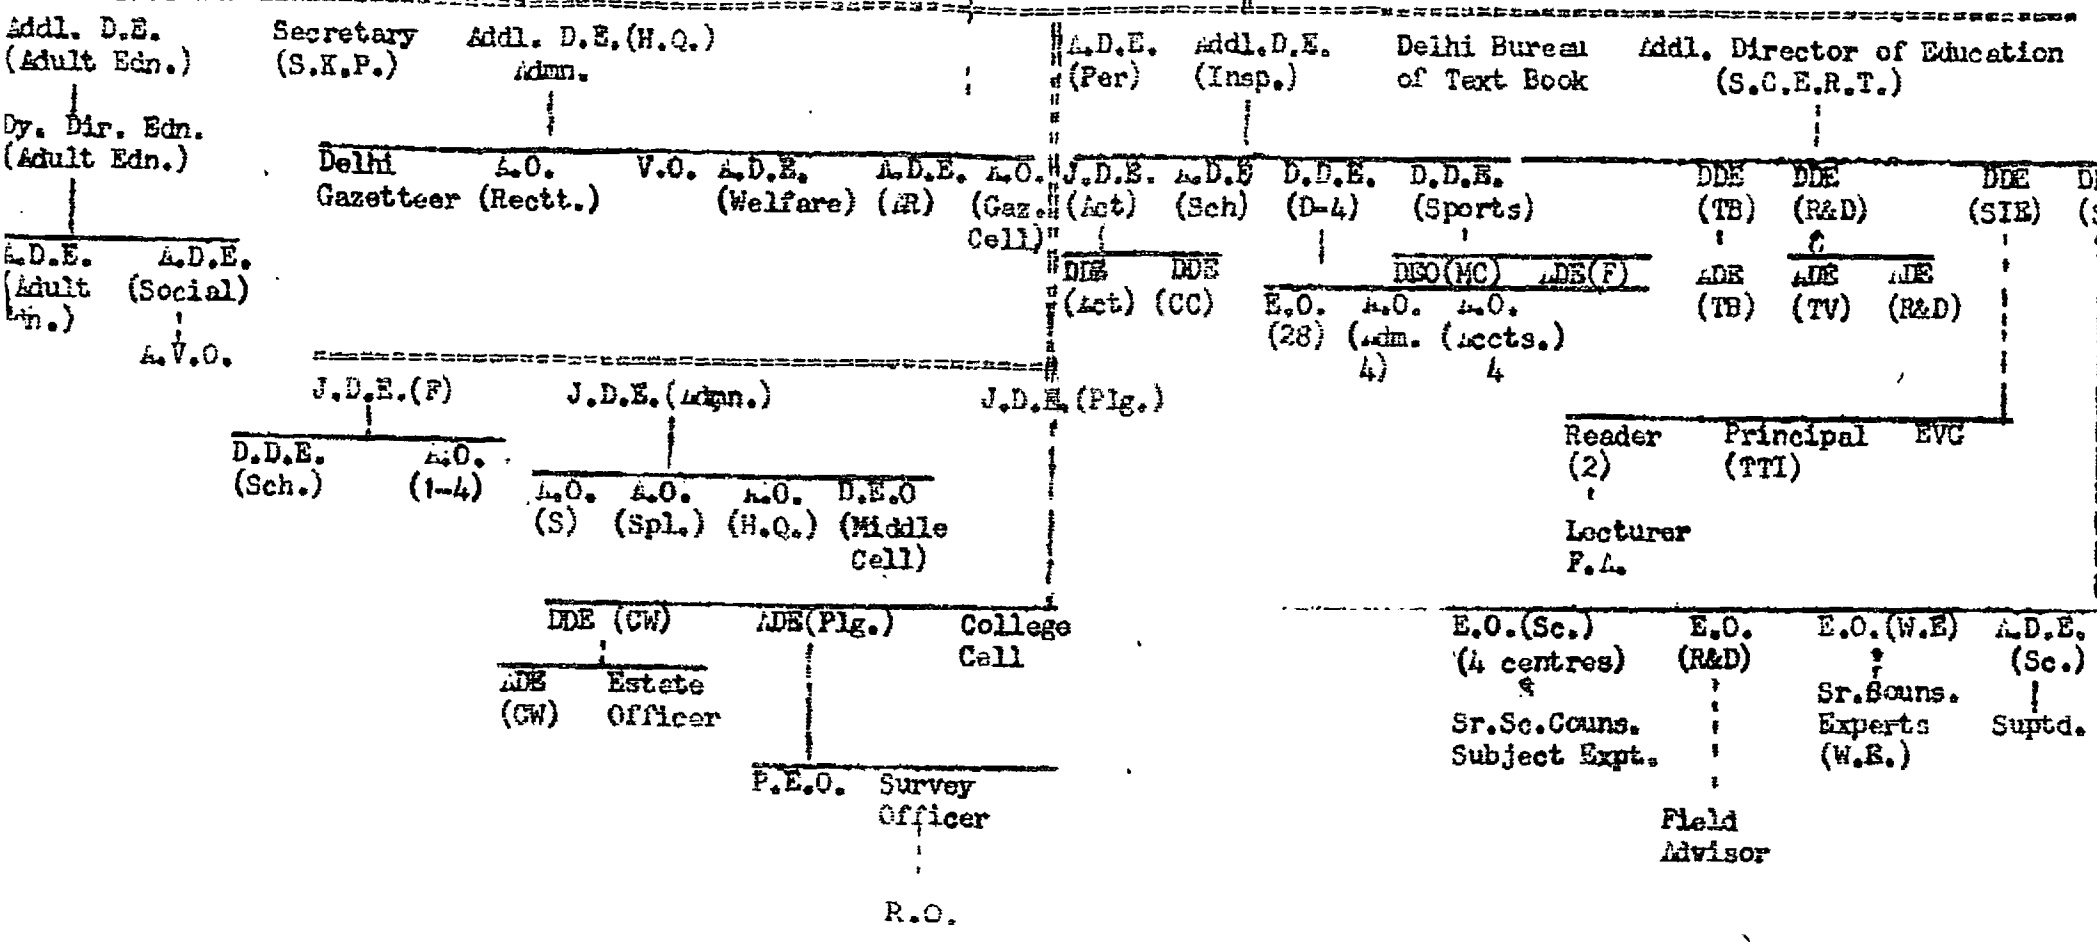 Addl. D.E. Secretary Addl. D.E.(H.Q.) A.D.E. Addl.D.E. Delhi Bureau Addl. Director of Education
(Adult Edn.) (S.K.P.) Admn. (Per) (Insp.) of Text Book (S.C.E.R.T.)
Dy. Dir. Edn.
(Adult Edn.)
Delhi A.O. V.O. A.D.E. A.D.E. A.O. J.D.E. A.D.E D.D.E. D.D.E. DDE DDE DDE
Gazetteer (Rectt.) (Welfare) (AR) (Gaz. (Act) (Sch) (D-4) (Sports) (TB) (R&D) (SIE)
Cell)
A.D.E. A.D.E. DDE DDE DEO(MC) ADE(F) ADE ADE ADE
(Adult (Social) (Act) (CC) E.O. A.O. A.O. (TB) (TV) (R&D)
Edn.) (28) (Adm. (Accts.)
A.V.O. 4) 4
J.D.E.(F) J.D.E.(Admn.) J.D.E.(Plg.)
D.D.E. A.O. Reader Principal EVG
(Sch.) (1-4) (2) (TTI)
A.O. A.O. A.O. D.E.O
(S) (Spl.) (H.Q.) (Middle Lecturer
Cell) F.A.
DDE (CW) ADE(Plg.) College E.O.(Sc.) E.O. E.O.(W.E) A.D.E.
Cell (4 centres) (R&D) (Sc.)
ADE Estate Sr.Bouns.
(CW) Officer Sr.Sc.Couns. Experts Suptd.
Subject Expt. (W.E.)
P.E.O. Survey
Officer Field
Advisor
R.O.